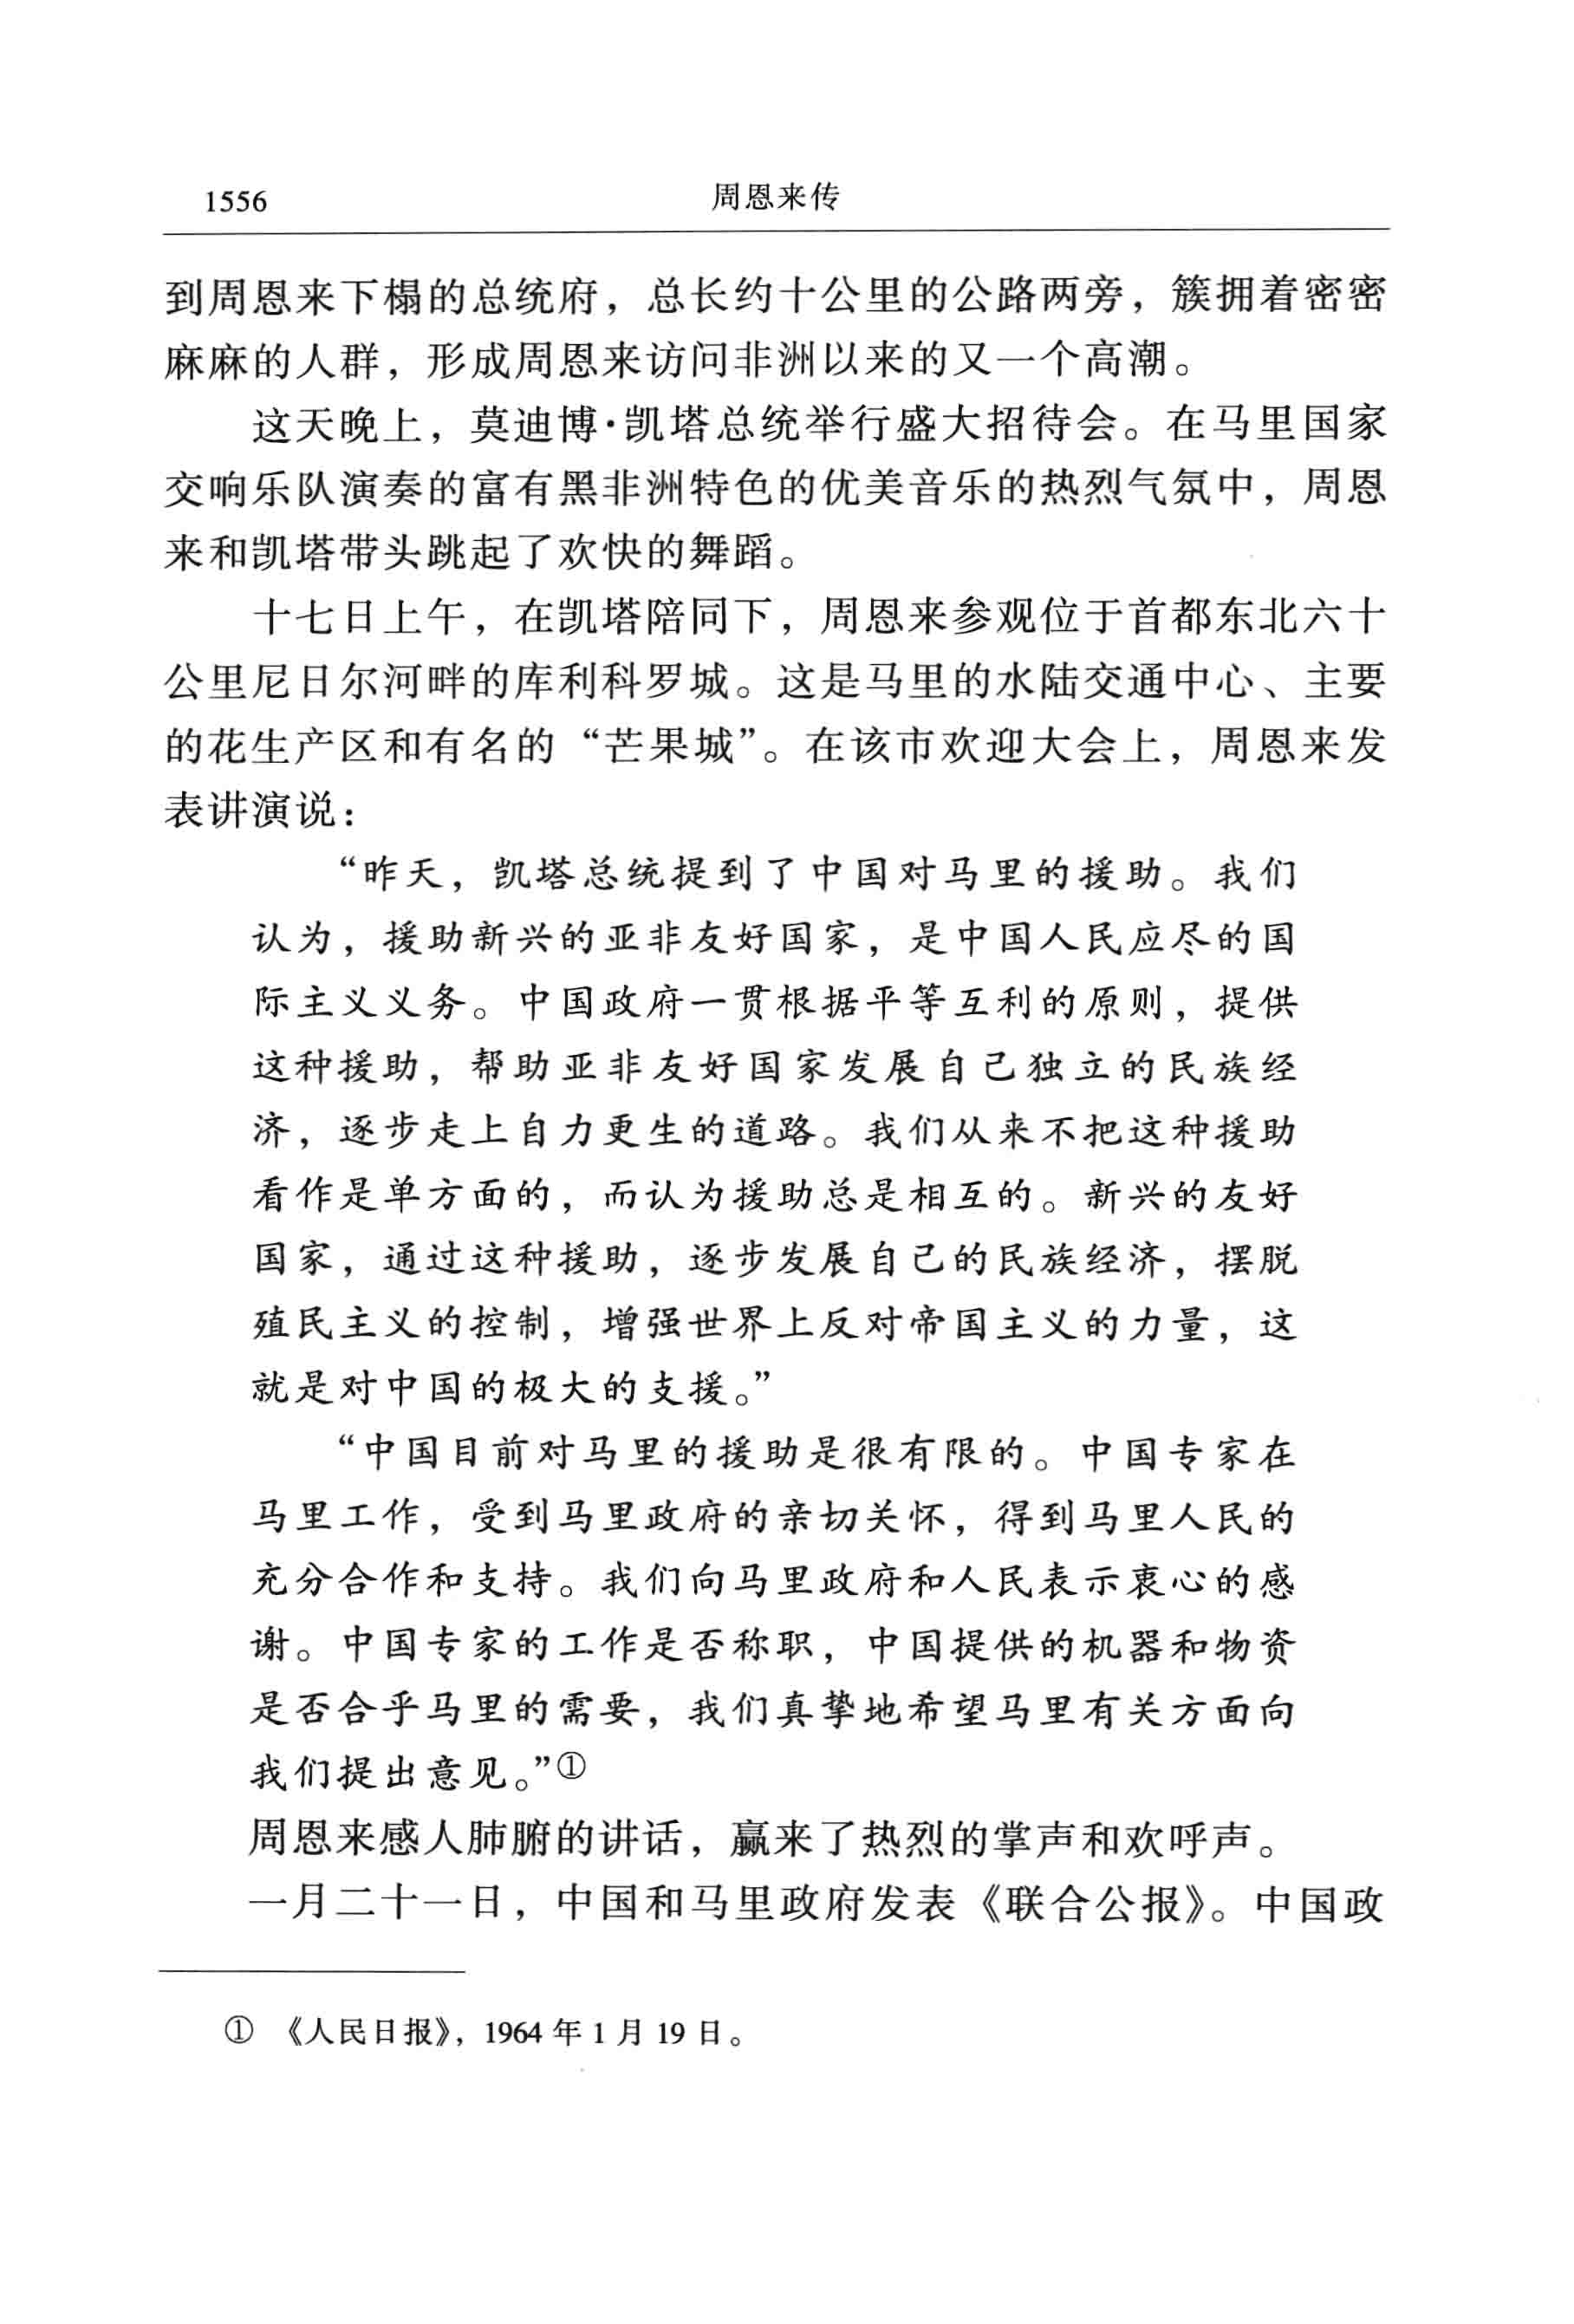 1556 周恩来传
到周恩来下榻的总统府，总长约十公里的公路两旁，簇拥着密密
麻麻的人群，形成周恩来访问非洲以来的又一个高潮。
这天晚上，莫迪博·凯塔总统举行盛大招待会。在马里国家
交响乐队演奏的富有黑非洲特色的优美音乐的热烈气氛中，周恩
来和凯塔带头跳起了欢快的舞蹈。
十七日上午，在凯塔陪同下，周恩来参观位于首都东北六十
公里尼日尔河畔的库利科罗城。这是马里的水陆交通中心、主要
的花生产区和有名的“芒果城”。在该市欢迎大会上，周恩来发
表讲演说：
“昨天，凯塔总统提到了中国对马里的援助。我们
认为，援助新兴的亚非友好国家，是中国人民应尽的国
际主义义务。中国政府一贯根据平等互利的原则，提供
这种援助，帮助亚非友好国家发展自己独立的民族经
济，逐步走上自力更生的道路。我们从来不把这种援助
看作是单方面的，而认为援助总是相互的。新兴的友好
国家，通过这种援助，逐步发展自己的民族经济，摆脱
殖民主义的控制，增强世界上反对帝国主义的力量，这
就是对中国的极大的支援。”
“中国目前对马里的援助是很有限的。中国专家在
马里工作，受到马里政府的亲切关怀，得到马里人民的
充分合作和支持。我们向马里政府和人民表示衷心的感
谢。中国专家的工作是否称职，中国提供的机器和物资
是否合乎马里的需要，我们真挚地希望马里有关方面向
我们提出意见。”①
周恩来感人肺腑的讲话，赢来了热烈的掌声和欢呼声。
一月二十一日，中国和马里政府发表《联合公报》。中国政
① 《人民日报》，1964 年 1 月 19 日。